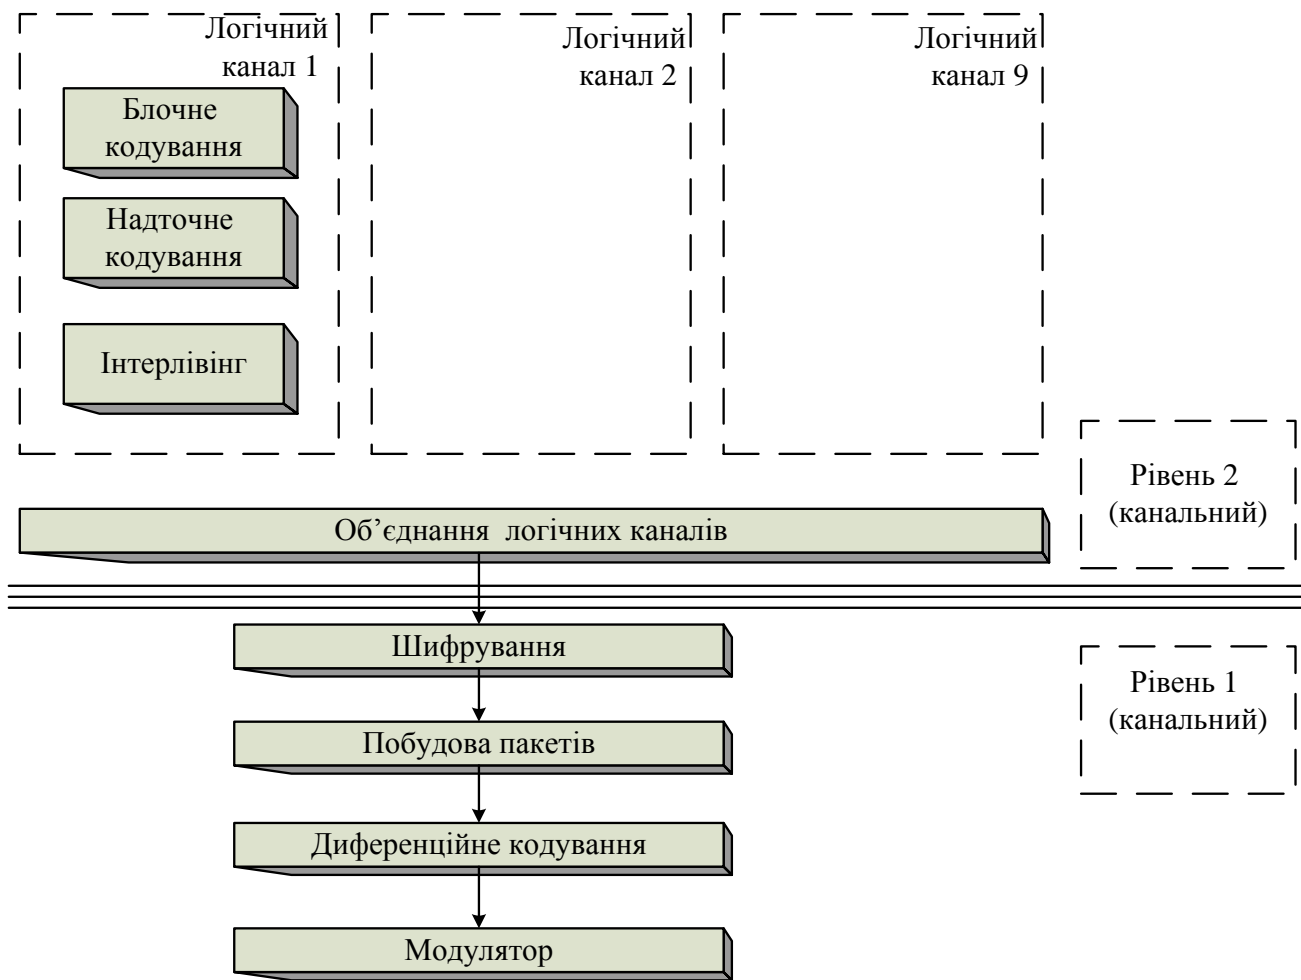 Логічний
канал 1
Блочне
кодування
Надточне
кодування
Інтерлівінг
Логічний
канал 2
Логічний
канал 9
Рівень 2
(канальний)
Об’єднання логічних каналів
Шифрування
Рівень 1
(канальний)
Побудова пакетів
Диференційне кодування
Модулятор